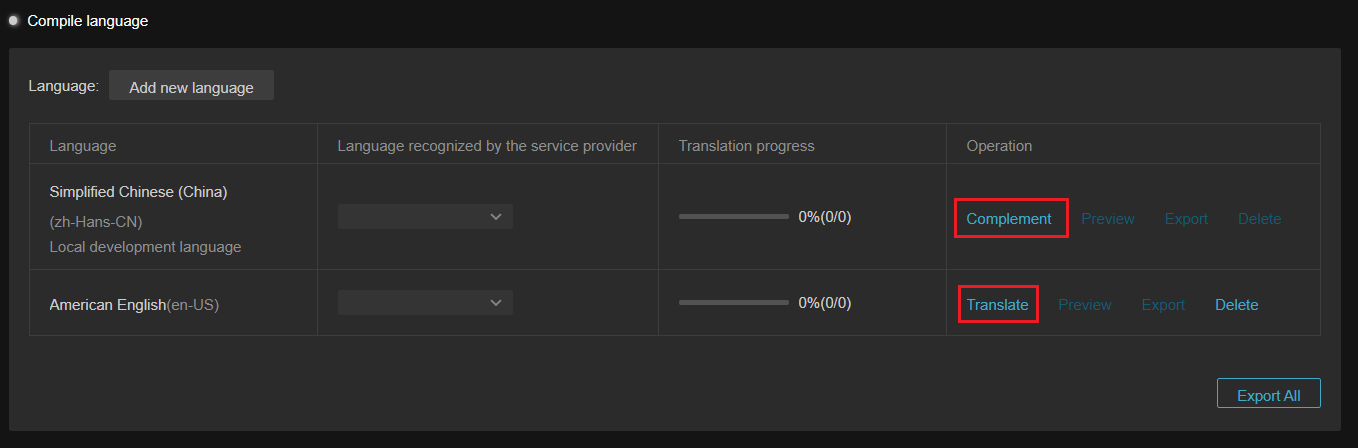 Compile language
Language: Add new language
Language Language recognized by the service provider Translation progress Operation
Simplified Chinese (China)
(zh-Hans-CN)
Local development language
0%(0/0)
Complement Preview Export Delete
American English(en-US)
0%(0/0)
Translate Preview Export Delete
Export All